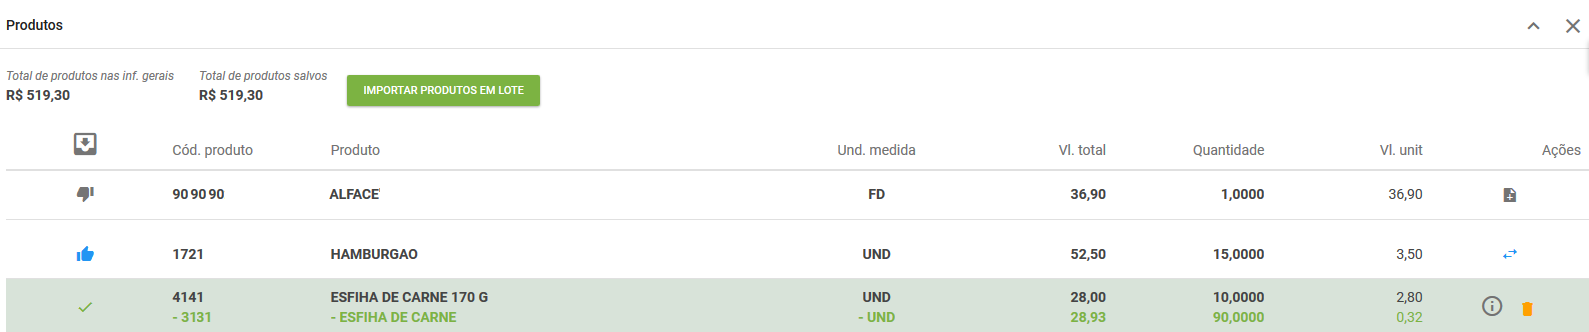 Produtos
Total de produtos nas inf. gerais Total de produtos salvos
R$ 519,30 R$ 519,30 IMPORTAR PRODUTOS EM LOTE
Cód. produto Produto Und. medida Vl. total Quantidade Vl. unit Ações
90 90 90 ALFACE' FD 36,90 1,0000 36,90
1721 HAMBURGAO UND 52,50 15,0000 3,50
4141 ESFIHA DE CARNE 170 G UND 28,00 10,0000 2,80
- 3131 - ESFIHA DE CARNE - UND 28,93 90,0000 0,32